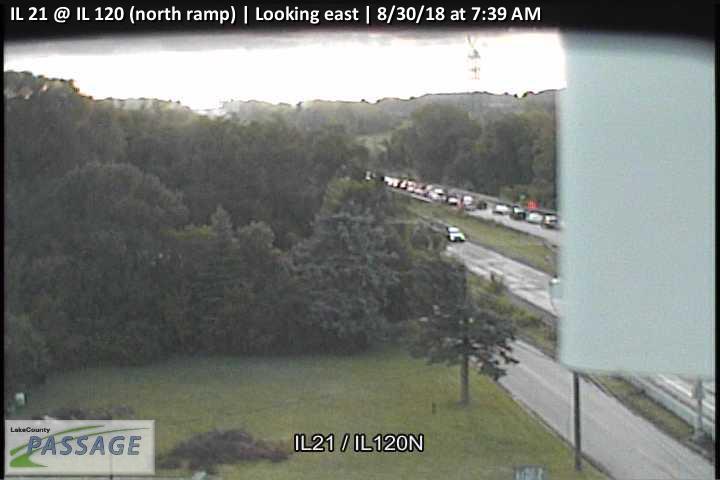 IL 21 @ IL 120 (north ramp) | Looking east | 8/30/18 at 7:39 AM
LakeCounty
PASSAGE
IL21 / IL120N